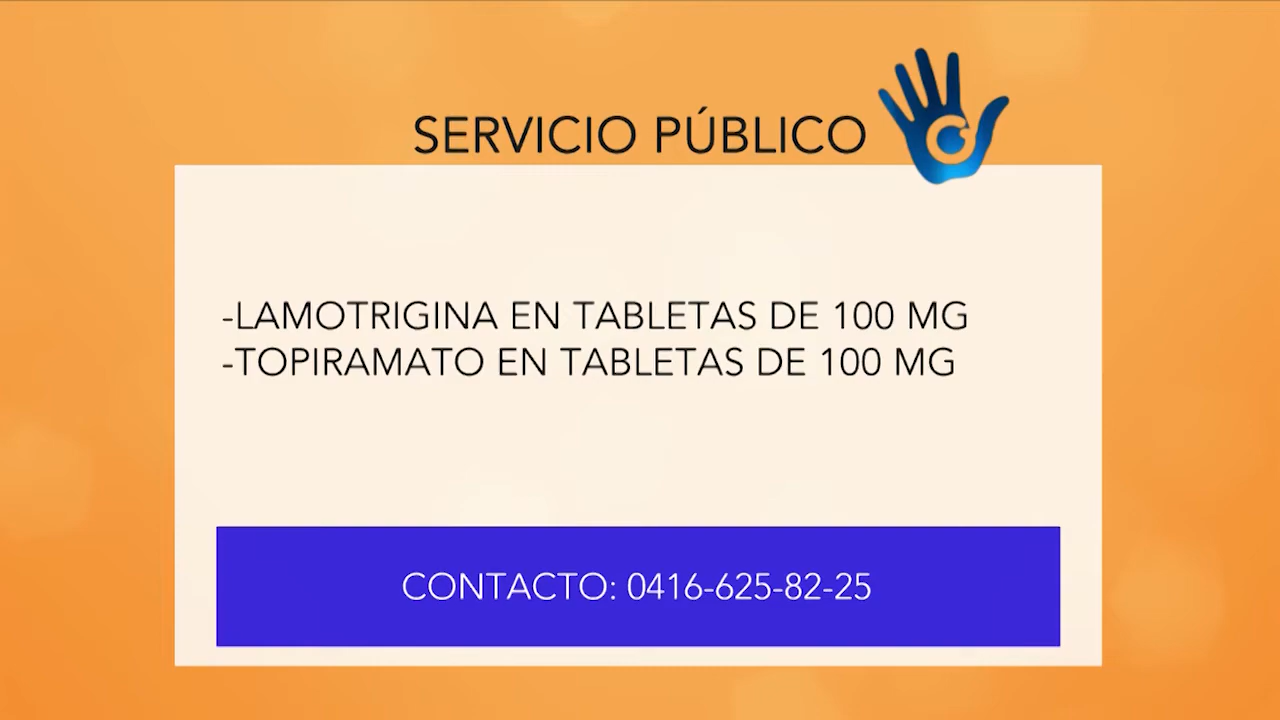 SERVICIO PÚBLICO
-LAMOTRIGINA EN TABLETAS DE 100 MG
-TOPIRAMATO EN TABLETAS DE 100 MG
CONTACTO: 0416-625-82-25